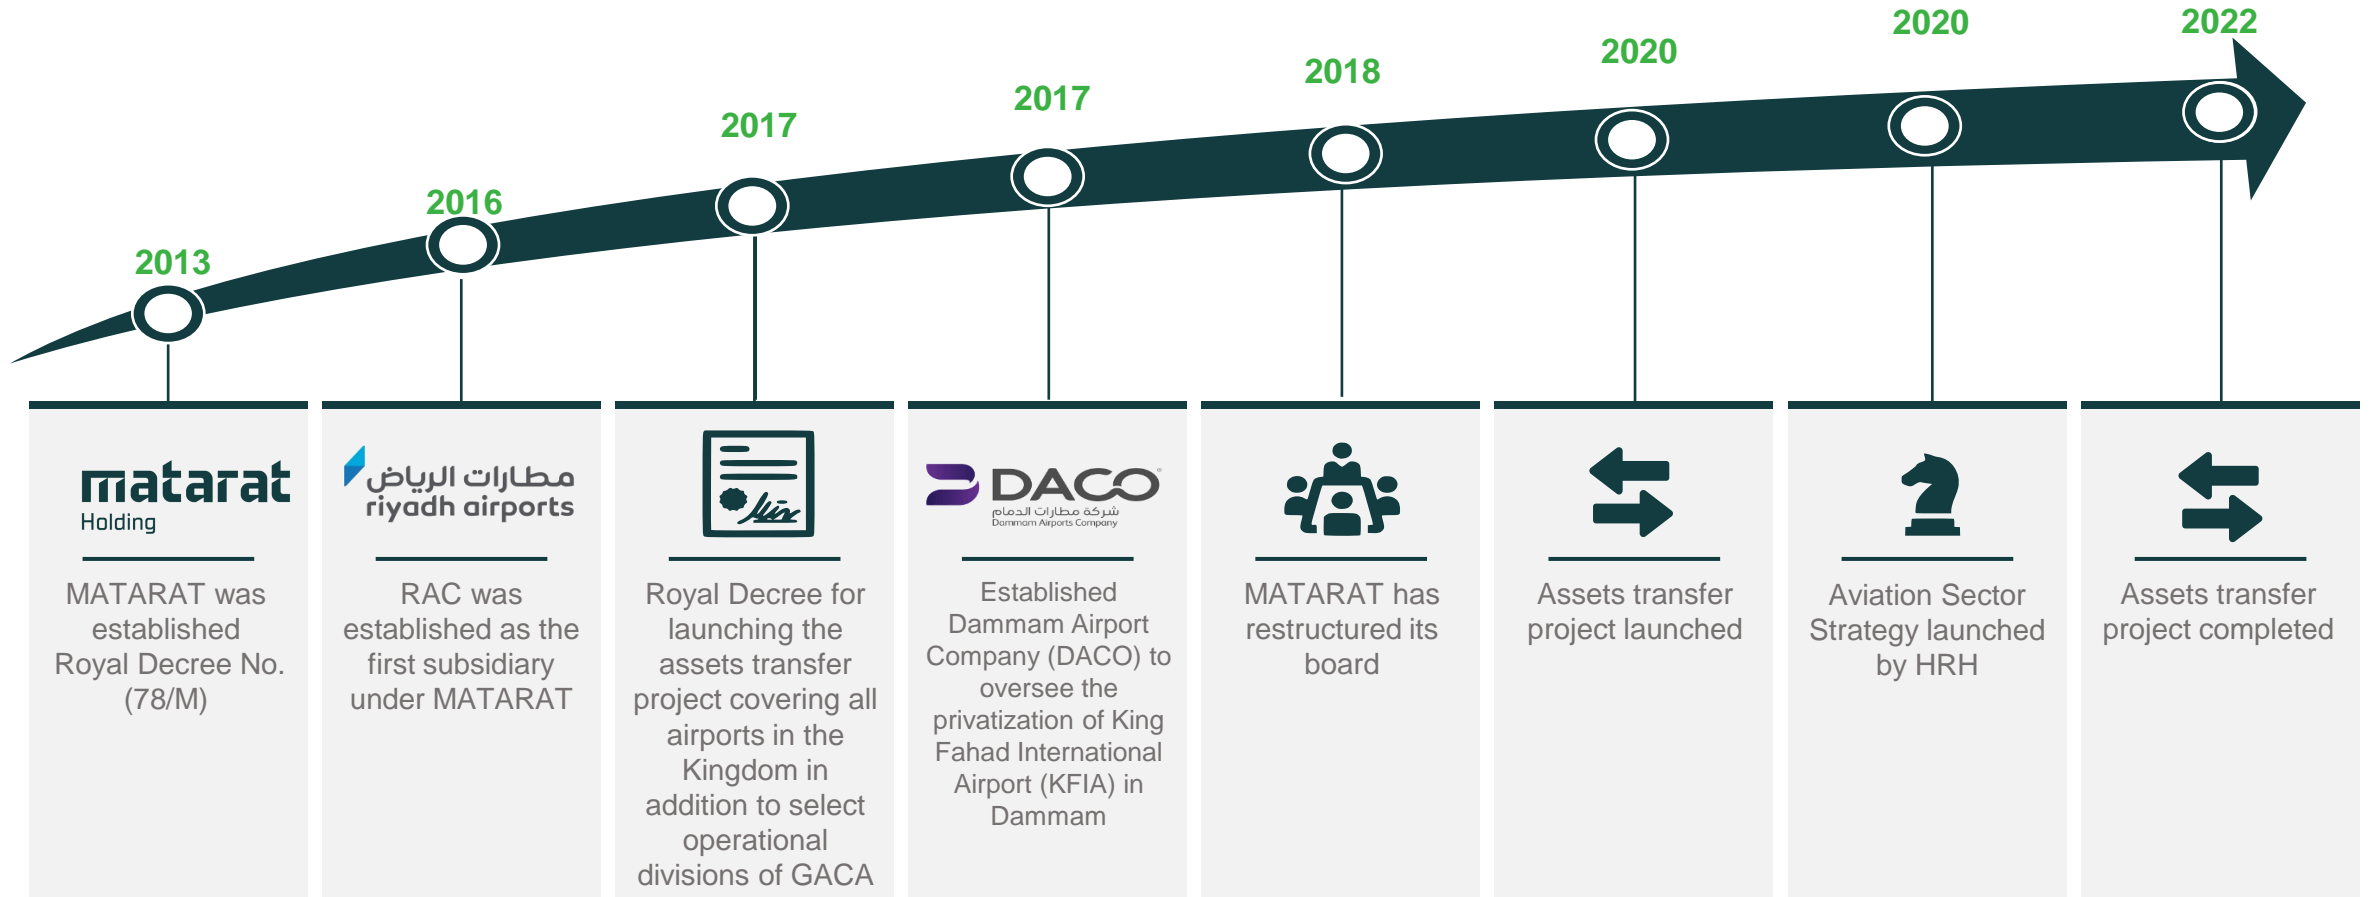 2013
2016
2017
2017
2018
2020
2020
2022
matarat
Holding
MATARAT was
established
Royal Decree No.
(78/M)
مطارات الرياض
riyadh airports
RAC was
established as the
first subsidiary
under MATARAT
Royal Decree for
launching the
assets transfer
project covering all
airports in the
Kingdom in
addition to select
operational
divisions of GACA
DACO
شركة مطارات الدمام
Dammam Airports Company
Established
Dammam Airport
Company (DACO) to
oversee the
privatization of King
Fahad International
Airport (KFIA) in
Dammam
MATARAT has
restructured its
board
Assets transfer
project launched
Aviation Sector
Strategy launched
by HRH
Assets transfer
project completed